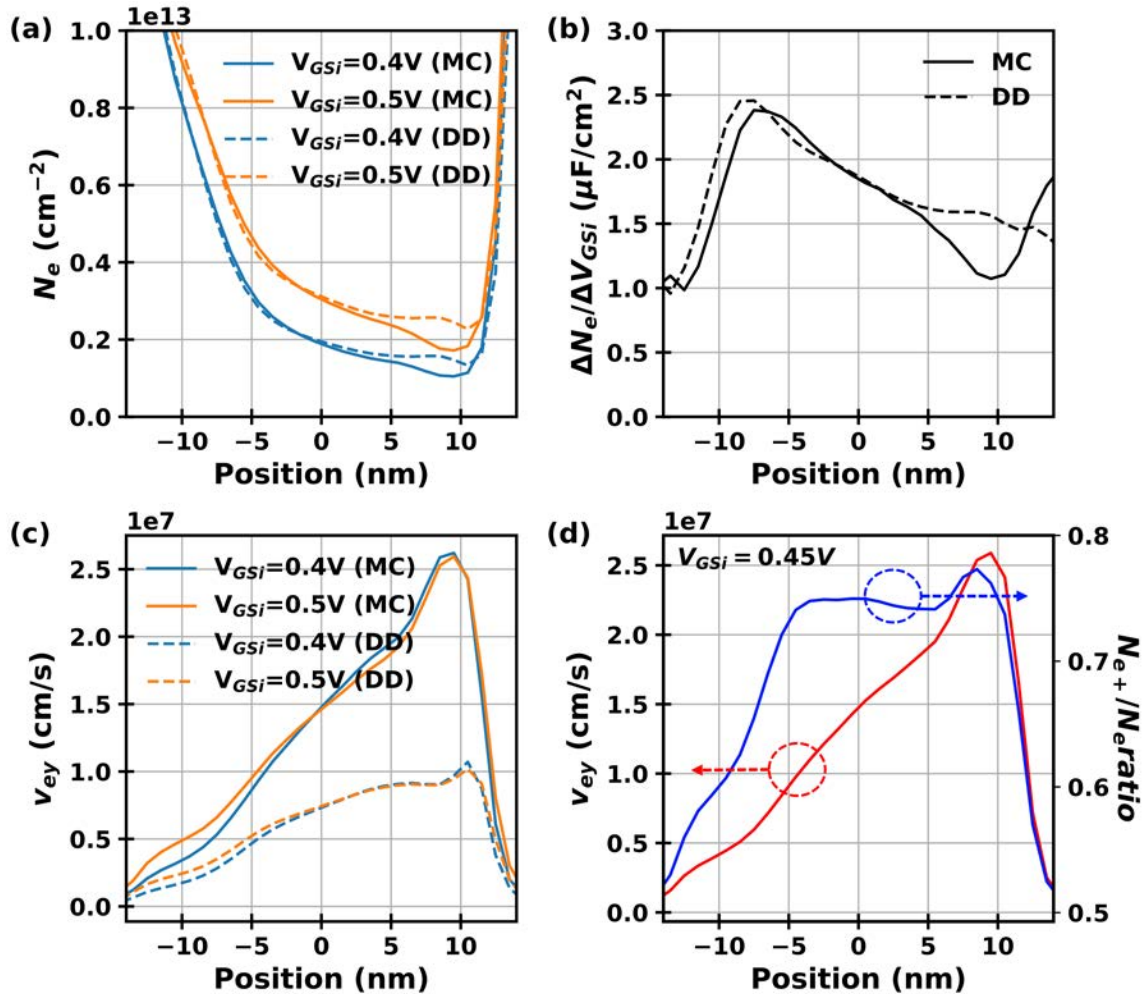 (a)
1e13
1.0
0.8
0.6
0.4
0.2
0.0
N_e (cm⁻²)
V_GSi=0.4V (MC)
V_GSi=0.5V (MC)
V_GSi=0.4V (DD)
V_GSi=0.5V (DD)
−10 −5 0 5 10
Position (nm)
(b)
3.0
2.5
2.0
1.5
1.0
0.5
0.0
ΔN_e/ΔV_GSi (μF/cm²)
MC
DD
−10 −5 0 5 10
Position (nm)
(c)
1e7
2.5
2.0
1.5
1.0
0.5
0.0
v_ey (cm/s)
V_GSi=0.4V (MC)
V_GSi=0.5V (MC)
V_GSi=0.4V (DD)
V_GSi=0.5V (DD)
−10 −5 0 5 10
Position (nm)
(d)
1e7
V_GSi = 0.45V
2.5
2.0
1.5
1.0
0.5
0.0
v_ey (cm/s)
0.8
0.7
0.6
0.5
N_e+/N_e ratio
−10 −5 0 5 10
Position (nm)